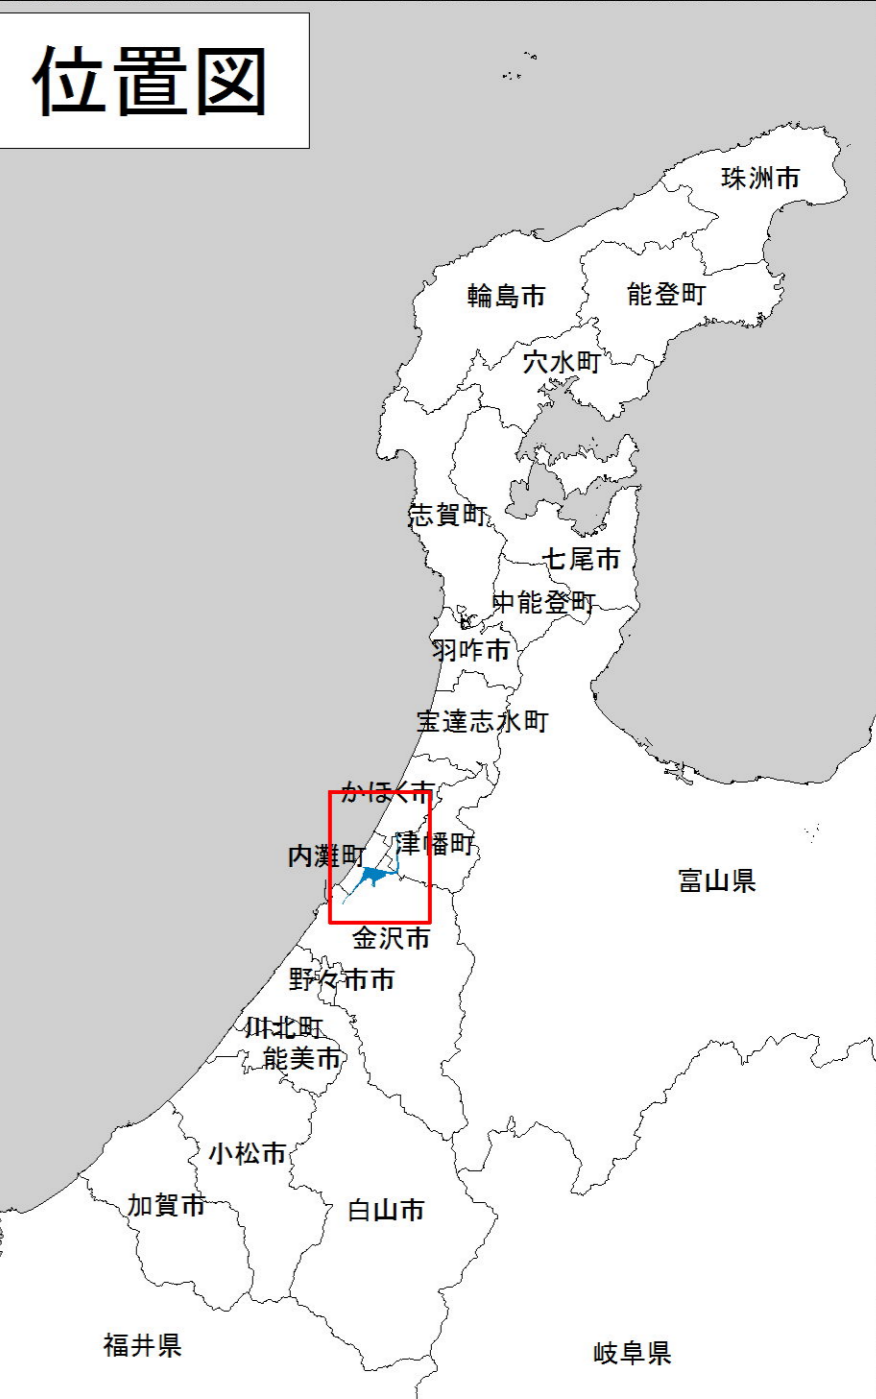 位置図
珠洲市
輪島市
能登町
穴水町
志賀町
七尾市
中能登町
羽咋市
宝達志水町
かほく市
津幡町
内灘町
富山県
金沢市
野々市市
川北町
能美市
小松市
加賀市
白山市
福井県
岐阜県